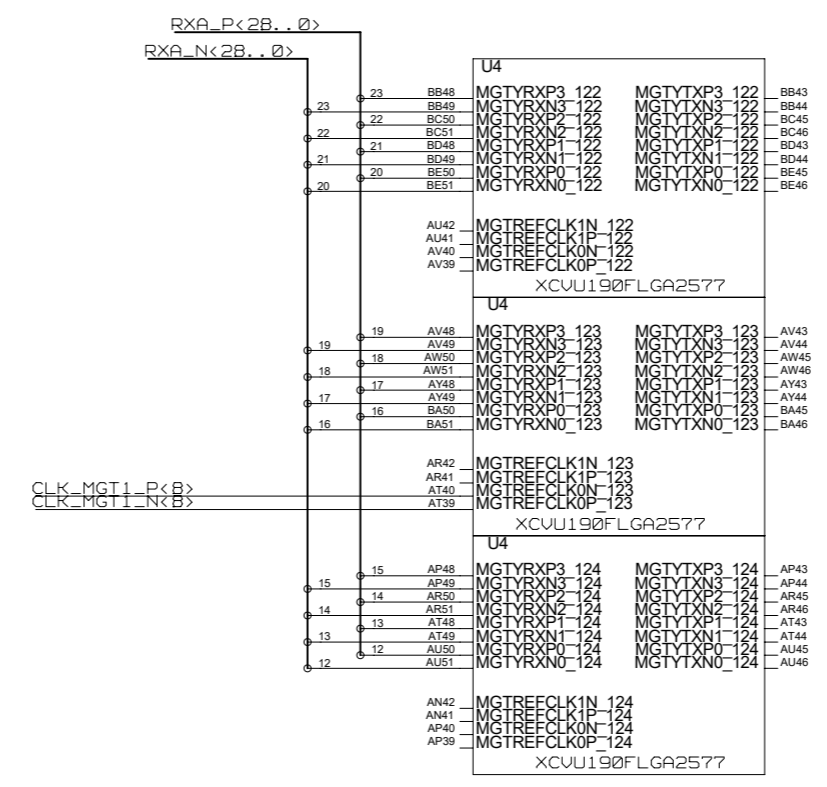 RXA_P<28..0>
RXA_N<28..0>
U4
23 BB48 MGTYRXP3_122 MGTYTXP3_122 BB43
23 BB49 MGTYRXN3_122 MGTYTXN3_122 BB44
22 BC50 MGTYRXP2_122 MGTYTXP2_122 BC45
22 BC51 MGTYRXN2_122 MGTYTXN2_122 BC46
21 BD48 MGTYRXP1_122 MGTYTXP1_122 BD43
21 BD49 MGTYRXN1_122 MGTYTXN1_122 BD44
20 BE50 MGTYRXP0_122 MGTYTXP0_122 BE45
20 BE51 MGTYRXN0_122 MGTYTXN0_122 BE46
AU42 MGTREFCLK1N_122
AU41 MGTREFCLK1P_122
AV40 MGTREFCLK0N_122
AV39 MGTREFCLK0P_122
XCVU190FLGA2577
U4
19 AV48 MGTYRXP3_123 MGTYTXP3_123 AV43
19 AV49 MGTYRXN3_123 MGTYTXN3_123 AV44
18 AW50 MGTYRXP2_123 MGTYTXP2_123 AW45
18 AW51 MGTYRXN2_123 MGTYTXN2_123 AW46
17 AY48 MGTYRXP1_123 MGTYTXP1_123 AY43
17 AY49 MGTYRXN1_123 MGTYTXN1_123 AY44
16 BA50 MGTYRXP0_123 MGTYTXP0_123 BA45
16 BA51 MGTYRXN0_123 MGTYTXN0_123 BA46
AR42 MGTREFCLK1N_123
AR41 MGTREFCLK1P_123
CLK_MGT1_P<8> AT40 MGTREFCLK0N_123
CLK_MGT1_N<8> AT39 MGTREFCLK0P_123
XCVU190FLGA2577
U4
15 AP48 MGTYRXP3_124 MGTYTXP3_124 AP43
15 AP49 MGTYRXN3_124 MGTYTXN3_124 AP44
14 AR50 MGTYRXP2_124 MGTYTXP2_124 AR45
14 AR51 MGTYRXN2_124 MGTYTXN2_124 AR46
13 AT48 MGTYRXP1_124 MGTYTXP1_124 AT43
13 AT49 MGTYRXN1_124 MGTYTXN1_124 AT44
12 AU50 MGTYRXP0_124 MGTYTXP0_124 AU45
12 AU51 MGTYRXN0_124 MGTYTXN0_124 AU46
AN42 MGTREFCLK1N_124
AN41 MGTREFCLK1P_124
AP40 MGTREFCLK0N_124
AP39 MGTREFCLK0P_124
XCVU190FLGA2577